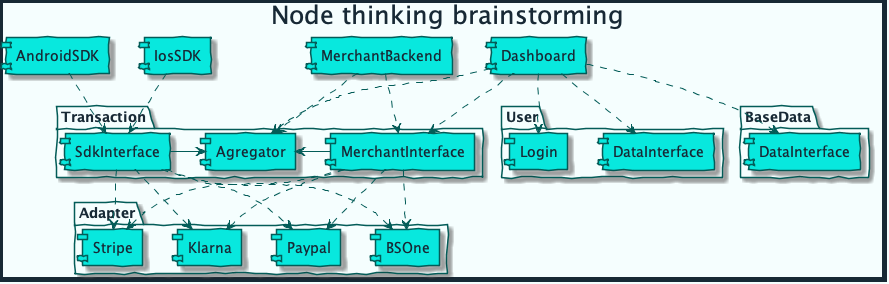 Node thinking brainstorming
AndroidSDK
IosSDK
MerchantBackend
Dashboard
Transaction
User
BaseData
SdkInterface
Agregator
MerchantInterface
Login
DataInterface
DataInterface
Adapter
Stripe
Klarna
Paypal
BSOne